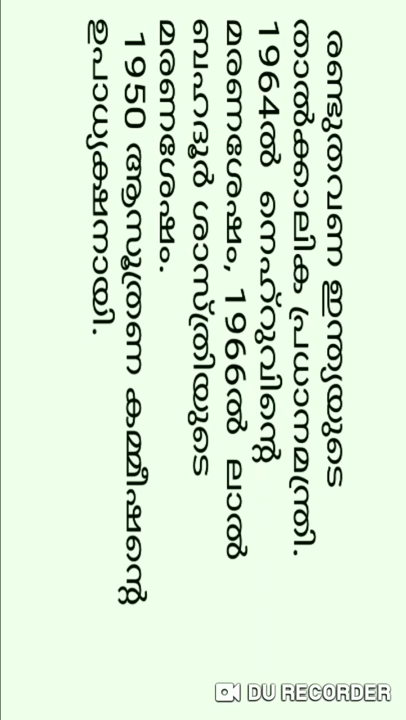 രണ്ടുതവണ ഇന്ത്യയുടെ
താൽക്കാലിക പ്രധാനമന്ത്രി.
1964ൽ നെഹ്റുവിന്റെ
മരണശേഷം, 1966ൽ ലാൽ
ബഹദൂർ ശാസ്ത്രിയുടെ
മരണശേഷം.
1950 ആസൂത്രണ കമ്മീഷന്റെ
ഉപാധ്യക്ഷനായി.
DU RECORDER